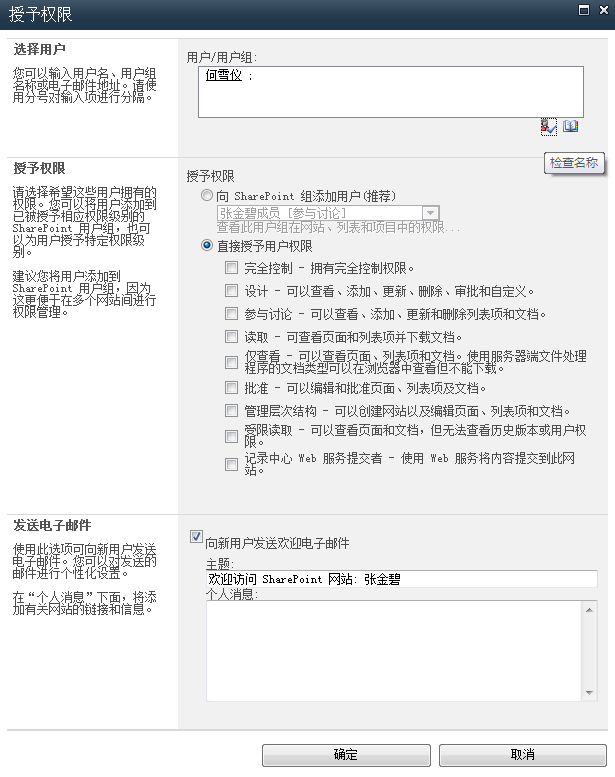 授予权限
选择用户
您可以输入用户名、用户组
名称或电子邮件地址。请使
用分号对输入项进行分隔。
用户/用户组:
何雪仪 ;
检查名称
授予权限
请选择希望这些用户拥有的
权限。您可以将用户添加到
已被授予相应权限级别的
SharePoint 用户组，也可
以为用户授予特定权限级
别。
建议您将用户添加到
SharePoint 用户组，因为
这更便于在多个网站间进行
权限管理。
授予权限
向 SharePoint 组添加用户(推荐)
张金碧成员 [参与讨论]
查看此用户组在网站、列表和项目中的权限...
直接授予用户权限
完全控制 - 拥有完全控制权限。
设计 - 可以查看、添加、更新、删除、审批和自定义。
参与讨论 - 可以查看、添加、更新和删除列表项和文档。
读取 - 可查看页面和列表项并下载文档。
仅查看 - 可以查看页面、列表项和文档。使用服务器端文件处理
程序的文档类型可以在浏览器中查看但不能下载。
批准 - 可以编辑和批准页面、列表项及文档。
管理层次结构 - 可以创建网站以及编辑页面、列表项和文档。
受限读取 - 可以查看页面和文档，但无法查看历史版本或用户权
限。
记录中心 Web 服务提交者 - 使用 Web 服务将内容提交到此网
站。
发送电子邮件
使用此选项可向新用户发送
电子邮件。您可以对发送的
邮件进行个性化设置。
在“个人消息”下面，将添
加有关网站的链接和信息。
向新用户发送欢迎电子邮件
主题:
欢迎访问 SharePoint 网站: 张金碧
个人消息:
确定
取消